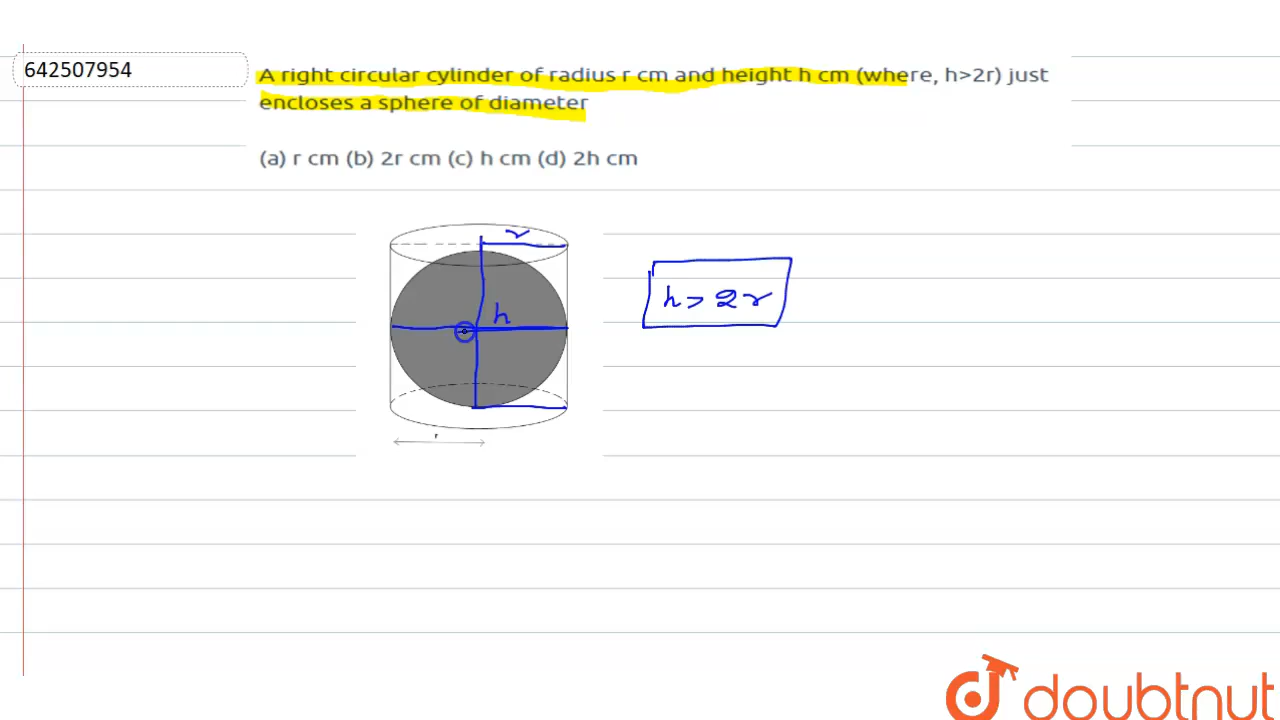 642507954
A right circular cylinder of radius r cm and height h cm (where, h>2r) just
encloses a sphere of diameter
(a) r cm (b) 2r cm (c) h cm (d) 2h cm
r
h
h > 2r
r
doubtnut